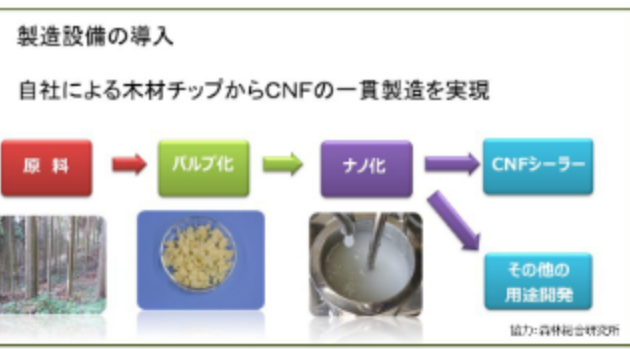 製造設備の導入
自社による木材チップからCNFの一貫製造を実現
原 料
パルプ化
ナノ化
CNFシーラー
その他の
用途開発
協力:森林総合研究所